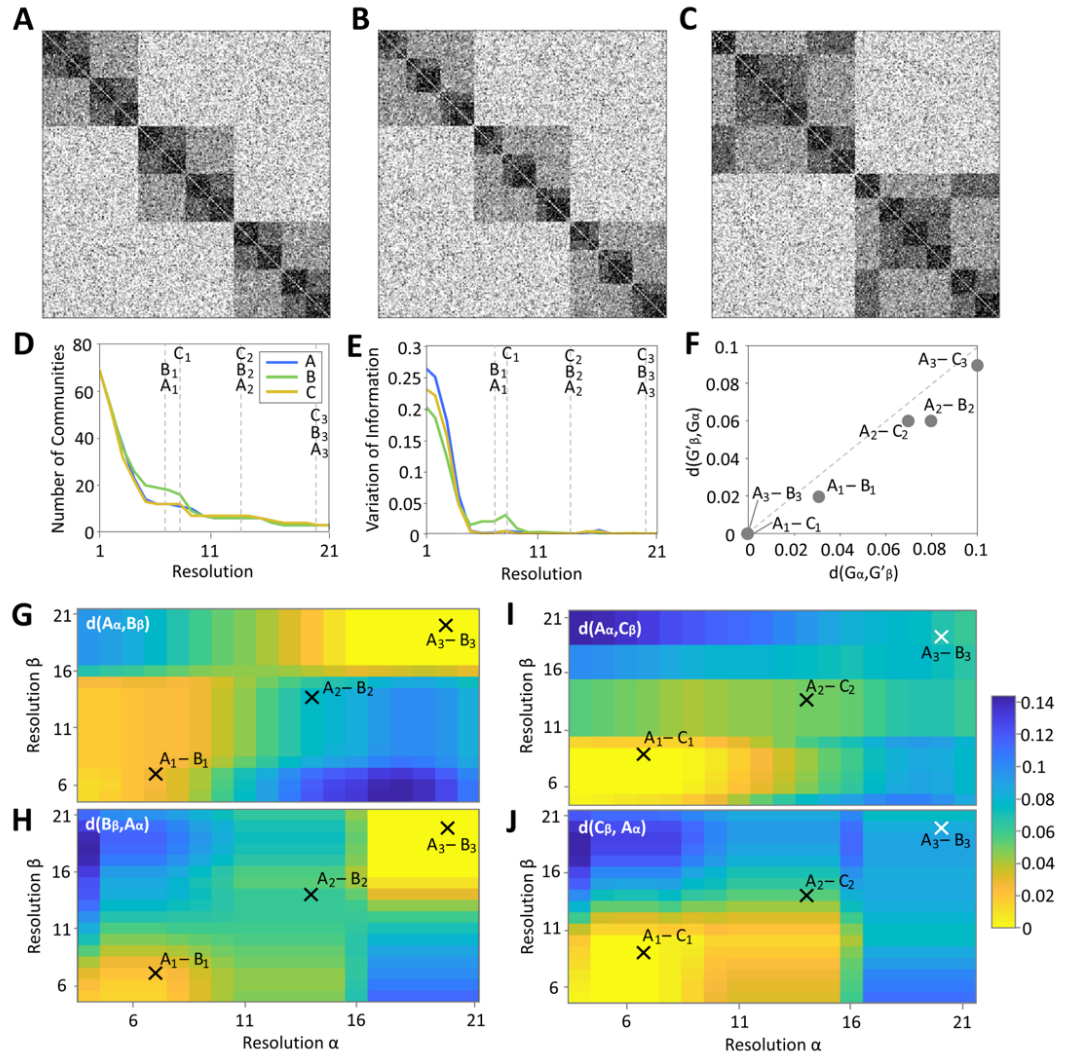 A
B
C
D
80
60
40
20
0
Number of Communities
1
11
21
Resolution
C₁
B₁
A₁
C₂
B₂
A₂
C₃
B₃
A₃
A
B
C
E
0.3
0.25
0.2
0.15
0.1
0.05
0
Variation of Information
1
11
21
Resolution
C₁
B₁
A₁
C₂
B₂
A₂
C₃
B₃
A₃
F
0.1
0.08
0.06
0.04
0.02
0
d(G'β,Gα)
A₃–C₃
A₂–B₂
A₂–C₂
A₁–B₁
A₃–B₃
A₁–C₁
0.02
0.04
0.06
0.08
0.1
d(Gα,G'β)
G
d(Aα,Bβ)
21
16
11
6
Resolution β
A₃–B₃
A₂–B₂
A₁–B₁
H
d(Bβ,Aα)
21
16
11
6
Resolution β
A₃–B₃
A₂–B₂
A₁–B₁
6
11
16
21
Resolution α
I
d(Aα,Cβ)
21
16
11
6
Resolution β
A₃–B₃
A₂–C₂
A₁–C₁
J
d(Cβ, Aα)
21
16
11
6
Resolution β
A₃–B₃
A₂–C₂
A₁–C₁
6
11
16
21
Resolution α
0.14
0.12
0.1
0.08
0.06
0.04
0.02
0